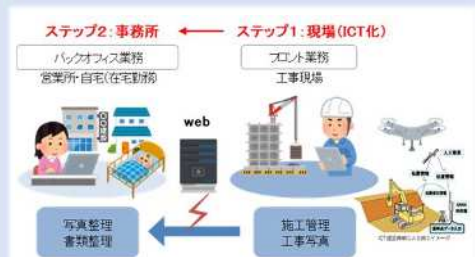 ステップ2：事務所
ステップ1：現場(ICT化)
バックオフィス業務
営業所・自宅(在宅勤務)
フロント業務
工事現場
web
写真整理
書類整理
施工管理
工事写真